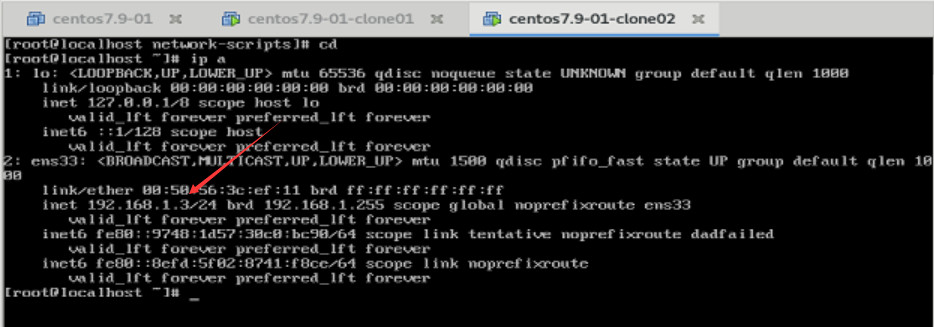 centos7.9-01 centos7.9-01-clone01 centos7.9-01-clone02
[root@localhost network-scripts]# cd
[root@localhost ~]# ip a
1: lo: <LOOPBACK,UP,LOWER_UP> mtu 65536 qdisc noqueue state UNKNOWN group default qlen 1000
link/loopback 00:00:00:00:00:00 brd 00:00:00:00:00:00
inet 127.0.0.1/8 scope host lo
valid_lft forever preferred_lft forever
inet6 ::1/128 scope host
valid_lft forever preferred_lft forever
2: ens33: <BROADCAST,MULTICAST,UP,LOWER_UP> mtu 1500 qdisc pfifo_fast state UP group default qlen 10
00
link/ether 00:50:56:3c:ef:11 brd ff:ff:ff:ff:ff:ff
inet 192.168.1.3/24 brd 192.168.1.255 scope global noprefixroute ens33
valid_lft forever preferred_lft forever
inet6 fe80::9748:1d57:30c0:bc90/64 scope link tentative noprefixroute dadfailed
valid_lft forever preferred_lft forever
inet6 fe80::8efd:5f02:8741:f8ce/64 scope link noprefixroute
valid_lft forever preferred_lft forever
[root@localhost ~]# _